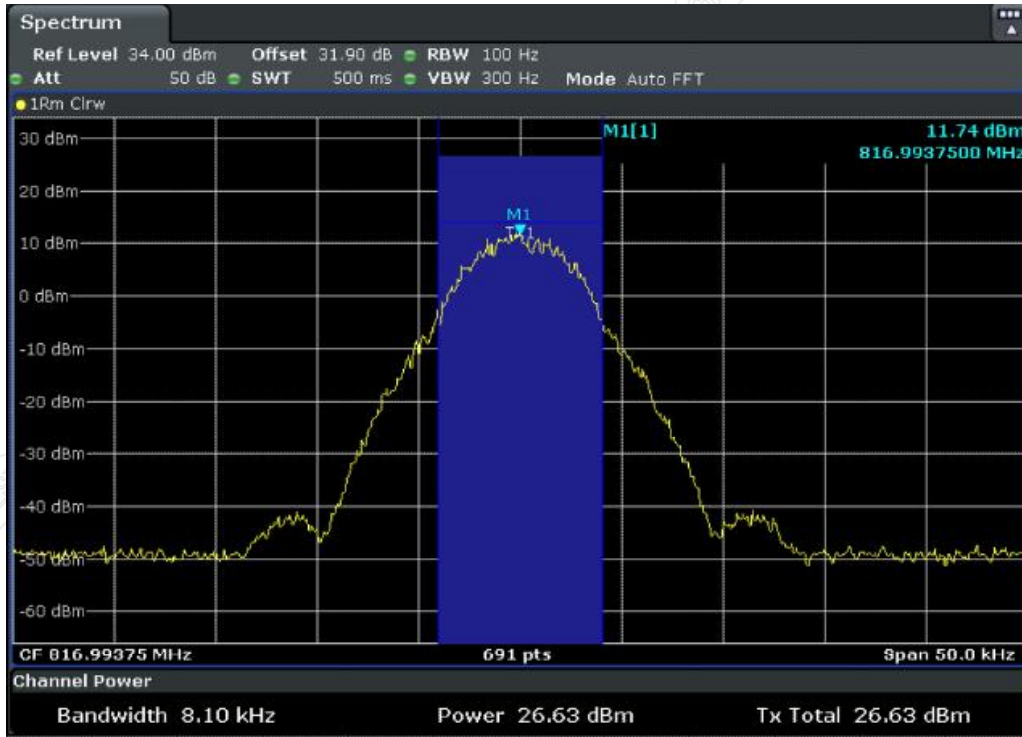 Spectrum
Ref Level 34.00 dBm Offset 31.90 dB RBW 100 Hz
Att 50 dB SWT 500 ms VBW 300 Hz Mode Auto FFT
1Rm Clrw
M1[1] 11.74 dBm
816.9937500 MHz
30 dBm
20 dBm
M1
10 dBm
0 dBm
-10 dBm
-20 dBm
-30 dBm
-40 dBm
-50 dBm
-60 dBm
CF 816.99375 MHz 691 pts Span 50.0 kHz
Channel Power
Bandwidth 8.10 kHz Power 26.63 dBm Tx Total 26.63 dBm